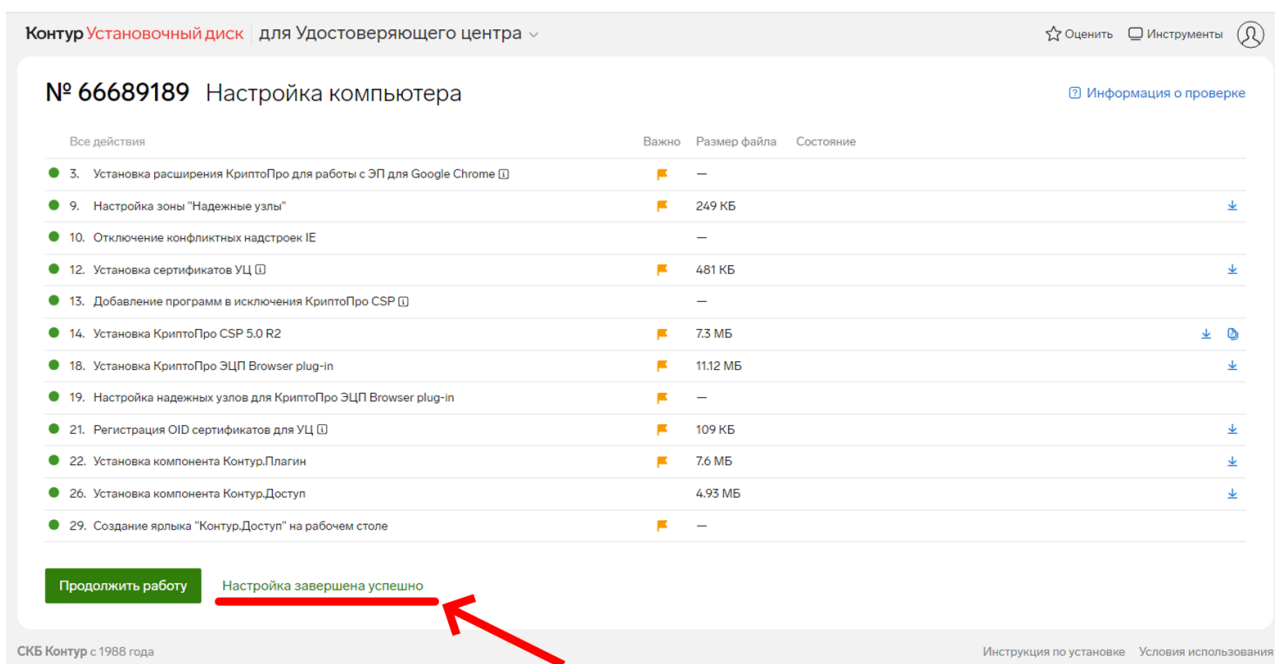 Контур Установочный диск для Удостоверяющего центра Оценить Инструменты
№ 66689189 Настройка компьютера Информация о проверке
Все действия Важно Размер файла Состояние
3. Установка расширения КриптоПро для работы с ЭП для Google Chrome —
9. Настройка зоны "Надежные узлы" 249 КБ
10. Отключение конфликтных надстроек IE —
12. Установка сертификатов УЦ 481 КБ
13. Добавление программ в исключения КриптоПро CSP —
14. Установка КриптоПро CSP 5.0 R2 7.3 МБ
18. Установка КриптоПро ЭЦП Browser plug-in 11.12 МБ
19. Настройка надежных узлов для КриптоПро ЭЦП Browser plug-in —
21. Регистрация OID сертификатов для УЦ 109 КБ
22. Установка компонента Контур.Плагин 7.6 МБ
26. Установка компонента Контур.Доступ 4.93 МБ
29. Создание ярлыка "Контур.Доступ" на рабочем столе —
Продолжить работу Настройка завершена успешно
СКБ Контур с 1988 года Инструкция по установке Условия использования